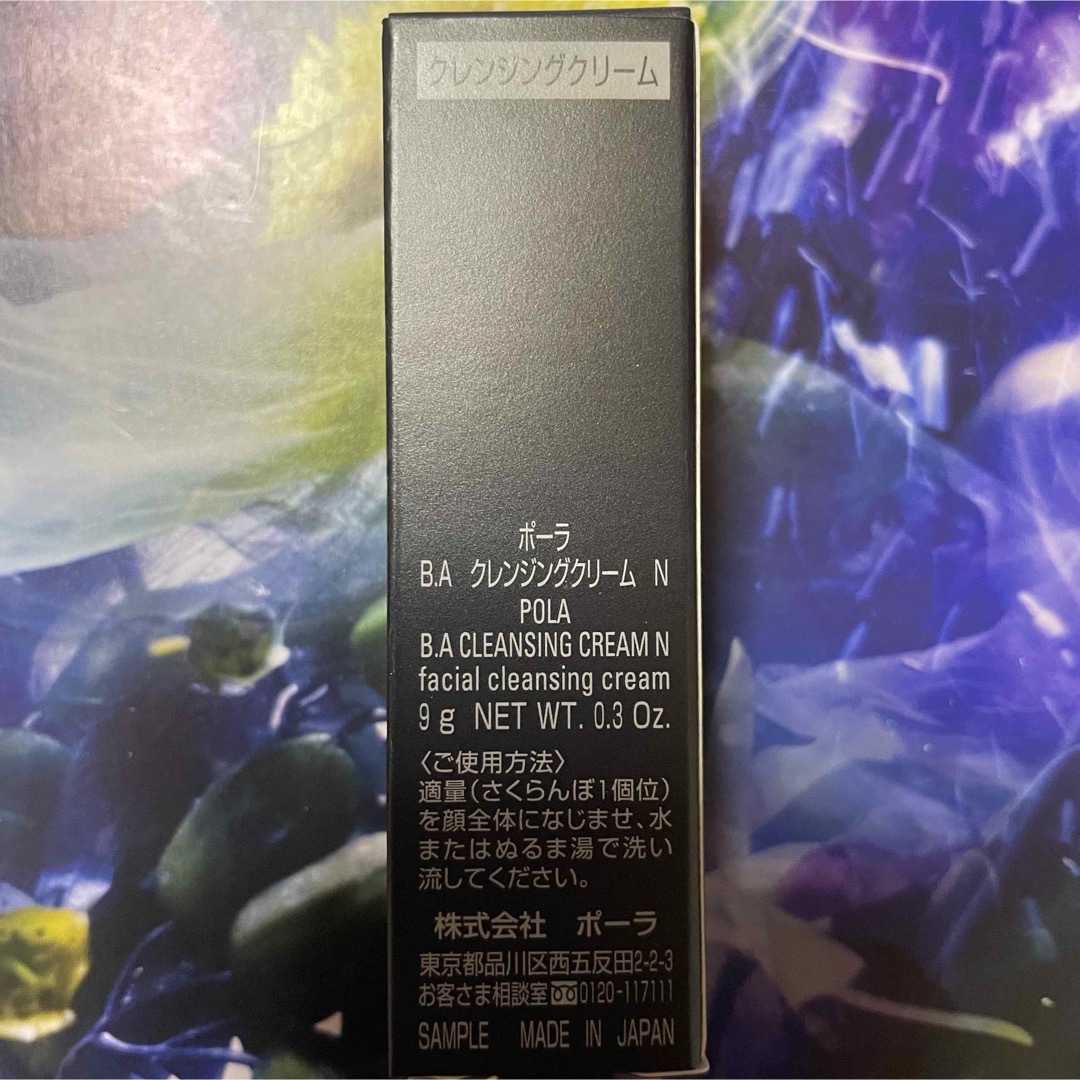 クレンジングクリーム
ポーラ
B.A クレンジングクリーム N
POLA
B.A CLEANSING CREAM N
facial cleansing cream
9 g NET WT. 0.3 Oz.
〈ご使用方法〉
適量(さくらんぼ1個位)
を顔全体になじませ、水
またはぬるま湯で洗い
流してください。
株式会社 ポーラ
東京都品川区西五反田2-2-3
お客さま相談室0120-117111
SAMPLE MADE IN JAPAN